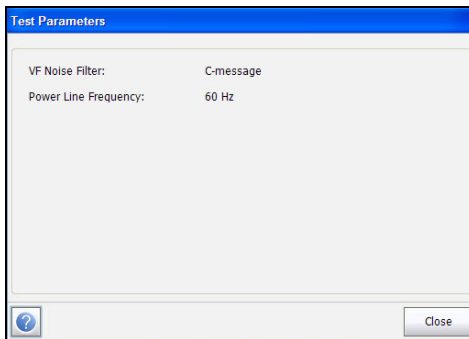 Test Parameters
VF Noise Filter: C-message
Power Line Frequency: 60 Hz
?
Close